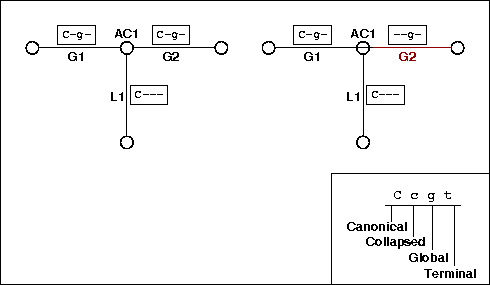 C-g- AC1 C-g-
G1 G2
L1 C---
C-g- AC1 --g-
G1 G2
L1 C---
C c g t
Canonical
Collapsed
Global
Terminal